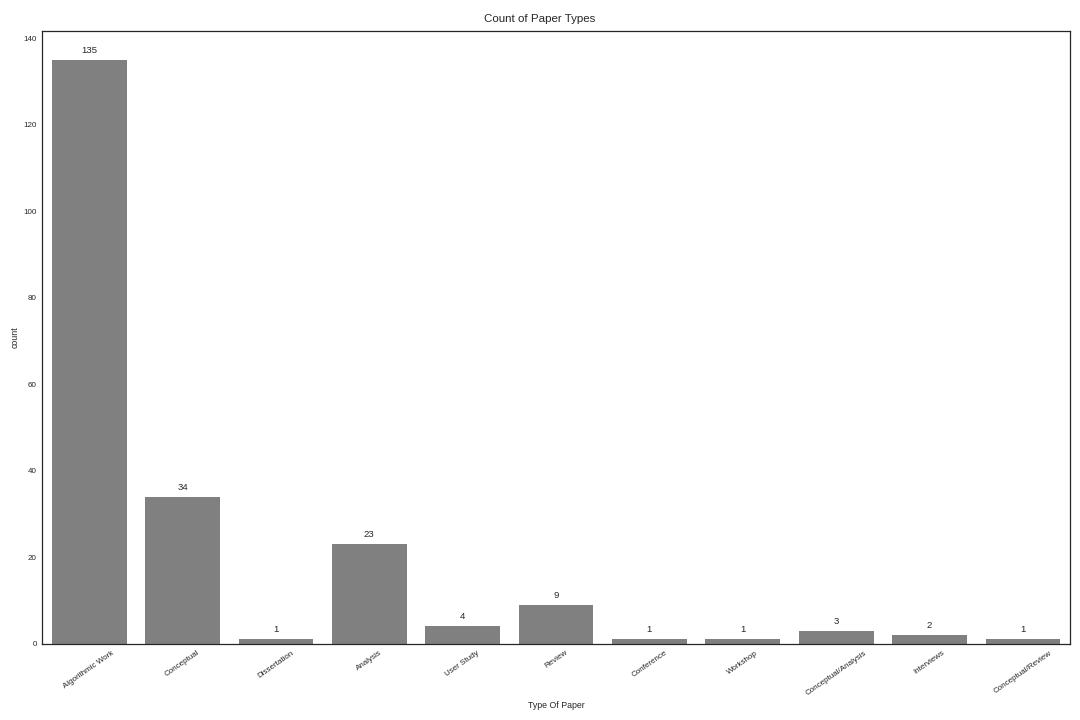 Count of Paper Types
140
120
100
80
60
40
20
0
count
135
34
1
23
4
9
1
1
3
2
1
Algorithmic Work
Conceptual
Dissertation
Analysis
User Study
Review
Conference
Workshop
Conceptual/Analysis
Interviews
Conceptual/Review
Type Of Paper